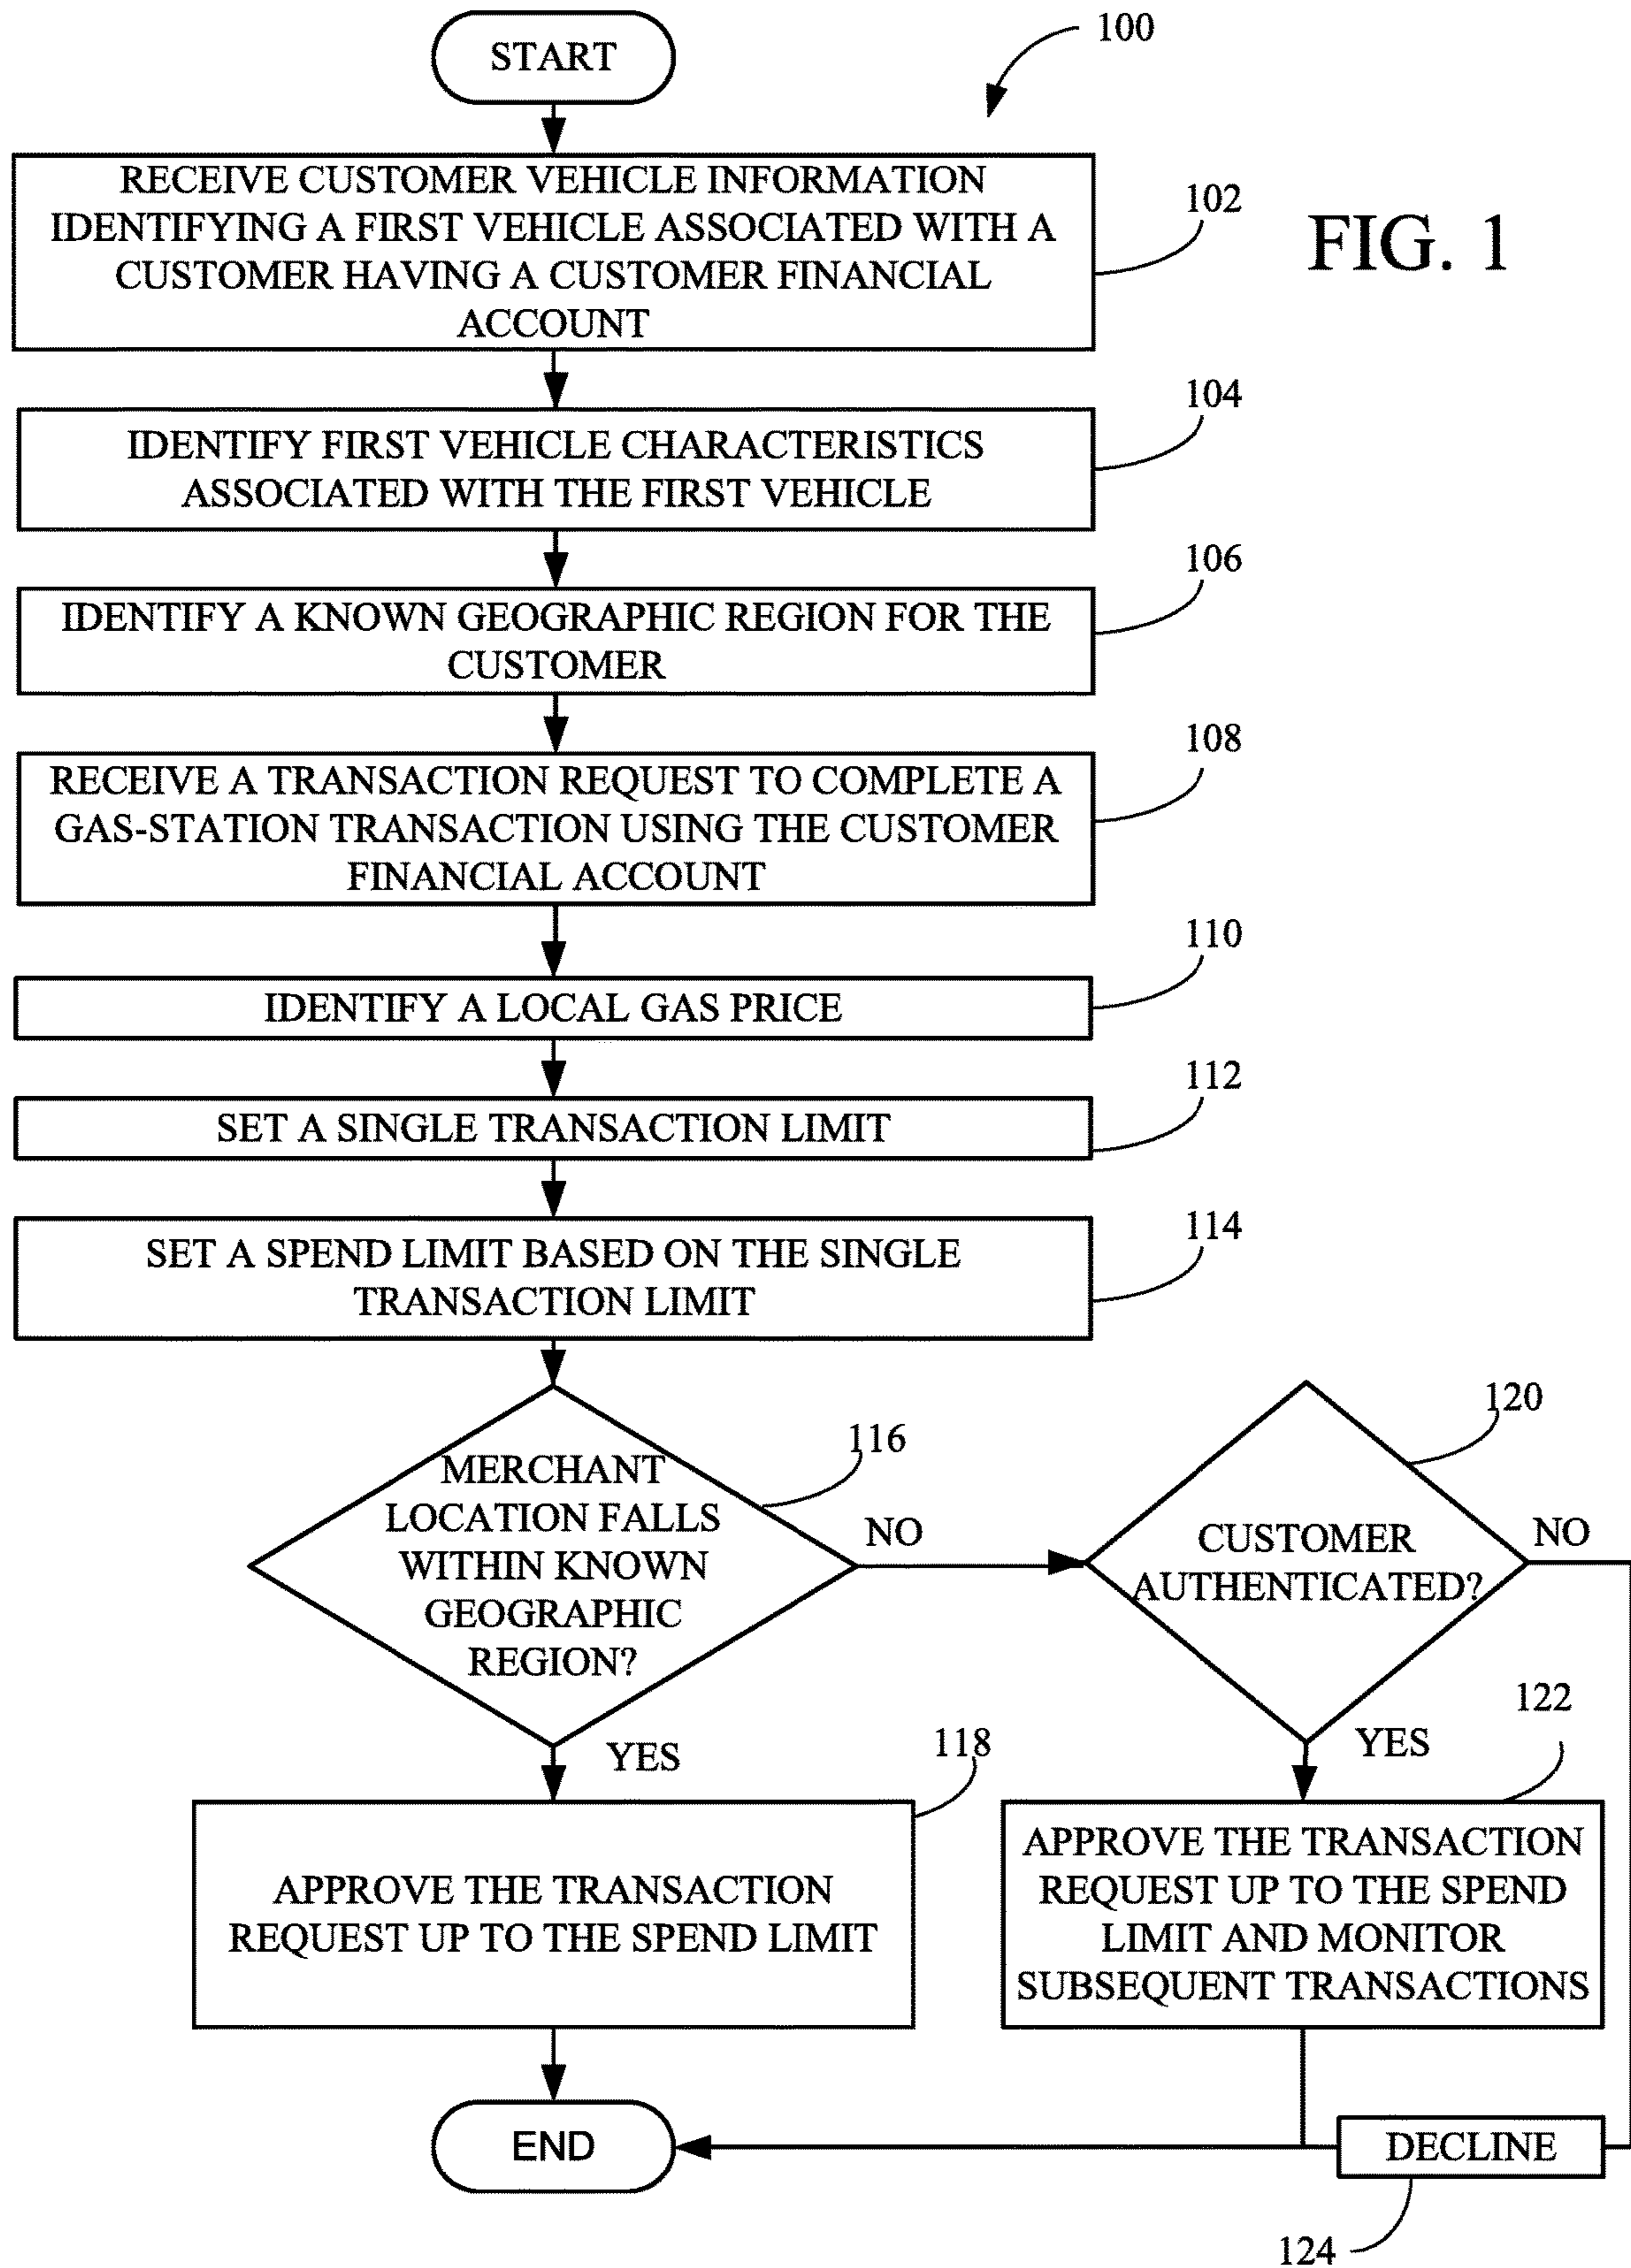 START
100
RECEIVE CUSTOMER VEHICLE INFORMATION
IDENTIFYING A FIRST VEHICLE ASSOCIATED WITH A
CUSTOMER HAVING A CUSTOMER FINANCIAL
ACCOUNT
102
FIG. 1
IDENTIFY FIRST VEHICLE CHARACTERISTICS
ASSOCIATED WITH THE FIRST VEHICLE
104
IDENTIFY A KNOWN GEOGRAPHIC REGION FOR THE
CUSTOMER
106
RECEIVE A TRANSACTION REQUEST TO COMPLETE A
GAS-STATION TRANSACTION USING THE CUSTOMER
FINANCIAL ACCOUNT
108
IDENTIFY A LOCAL GAS PRICE
110
SET A SINGLE TRANSACTION LIMIT
112
SET A SPEND LIMIT BASED ON THE SINGLE
TRANSACTION LIMIT
114
MERCHANT
LOCATION FALLS
WITHIN KNOWN
GEOGRAPHIC
REGION?
116
NO
YES
CUSTOMER
AUTHENTICATED?
120
NO
YES
APPROVE THE TRANSACTION
REQUEST UP TO THE SPEND LIMIT
118
APPROVE THE TRANSACTION
REQUEST UP TO THE SPEND
LIMIT AND MONITOR
SUBSEQUENT TRANSACTIONS
122
END
DECLINE
124